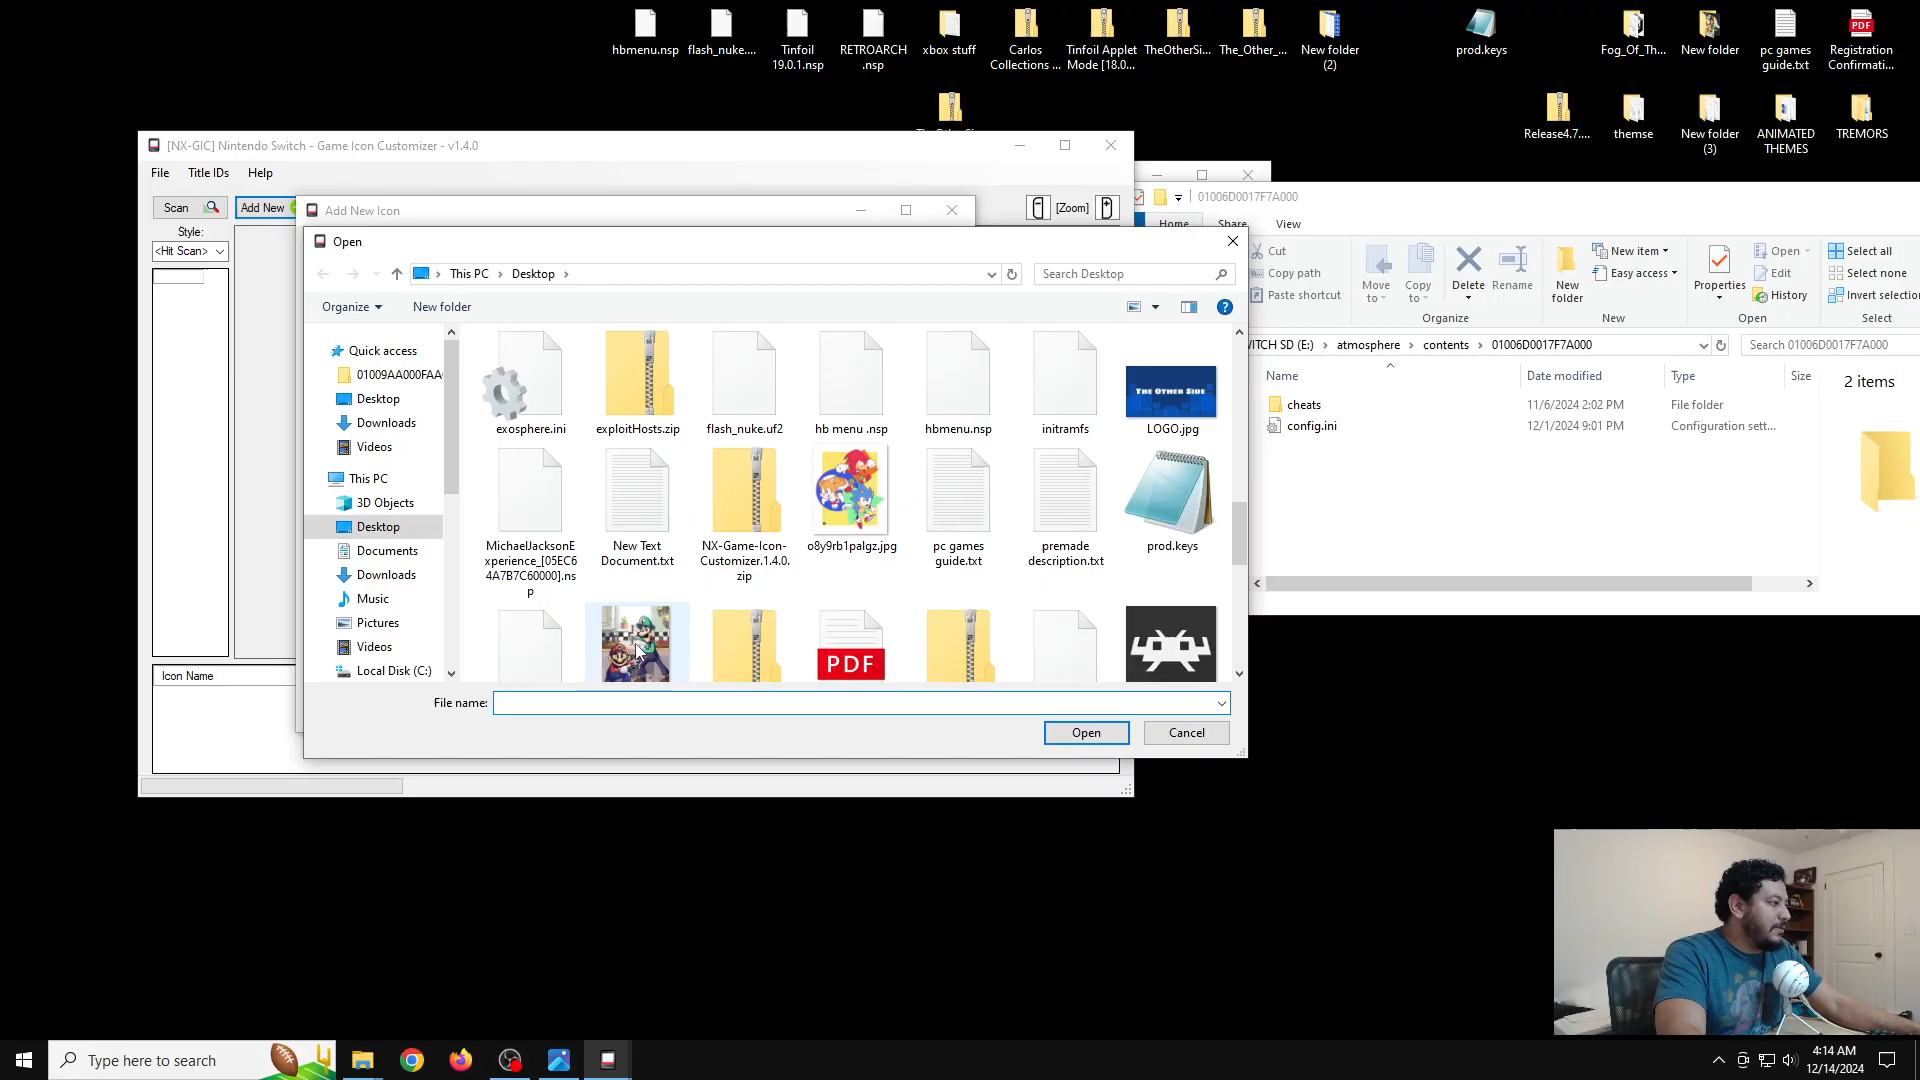 hbmenu.nsp
flash_nuke....
Tinfoil
19.0.1.nsp
RETROARCH
.nsp
xbox stuff
Carlos
Collections ...
Tinfoil Applet
Mode [18.0...
TheOtherSi...
The_Other_...
New folder
(2)
prod.keys
Fog_Of_Th...
New folder
pc games
guide.txt
PDF
Registration
Confirmati...
Release4.7....
themse
New folder
(3)
ANIMATED
THEMES
TREMORS
[NX-GIC] Nintendo Switch - Game Icon Customizer - v1.4.0
File
Title IDs
Help
Scan
Add New
[Zoom]
Style:
<Hit Scan>
Icon Name
Add New Icon
Open
This PC
Desktop
Search Desktop
Organize
New folder
Quick access
01009AA000FAA
Desktop
Downloads
Videos
This PC
3D Objects
Desktop
Documents
Downloads
Music
Pictures
Videos
Local Disk (C:)
exosphere.ini
exploitHosts.zip
flash_nuke.uf2
hb menu .nsp
hbmenu.nsp
initramfs
THE OTHER SIDE
LOGO.jpg
MichaelJacksonE
xperience_[05EC6
4A7B7C60000].ns
p
New Text
Document.txt
NX-Game-Icon-
Customizer.1.4.0.
zip
o8y9rb1palgz.jpg
pc games
guide.txt
premade
description.txt
prod.keys
PDF
File name:
Open
Cancel
01006D0017F7A000
Home
Share
View
Cut
Copy path
Paste shortcut
Move
to
Copy
to
Delete
Rename
Organize
New
folder
New item
Easy access
New
Properties
Open
Edit
History
Open
Select all
Select none
Invert selection
Select
WITCH SD (E:)
atmosphere
contents
01006D0017F7A000
Search 01006D0017F7A000
Name
Date modified
Type
Size
cheats
11/6/2024 2:02 PM
File folder
config.ini
12/1/2024 9:01 PM
Configuration sett...
2 items
Type here to search
4:14 AM
12/14/2024